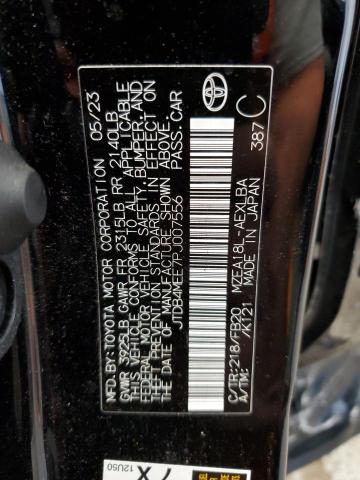 MFD.BY:TOYOTA MOTOR CORPORATION 05/23
GVWR 3925LB GAWR FR 2315LB RR 2140LB
THIS VEHICLE CONFORMS TO ALL APPLICABLE
FEDERAL MOTOR VEHICLE SAFETY, BUMPER, AND
THEFT PREVENTION STANDARDS IN EFFECT ON
THE DATE OF MANUFACTURE SHOWN ABOVE.
JTDB4MEE7PJ007556 PASS.CAR
C/TR:218/FB20 MZEA18L-AEXLBA
A/TM: /K121 MADE IN JAPAN 387 C
TOYOTA
12U50